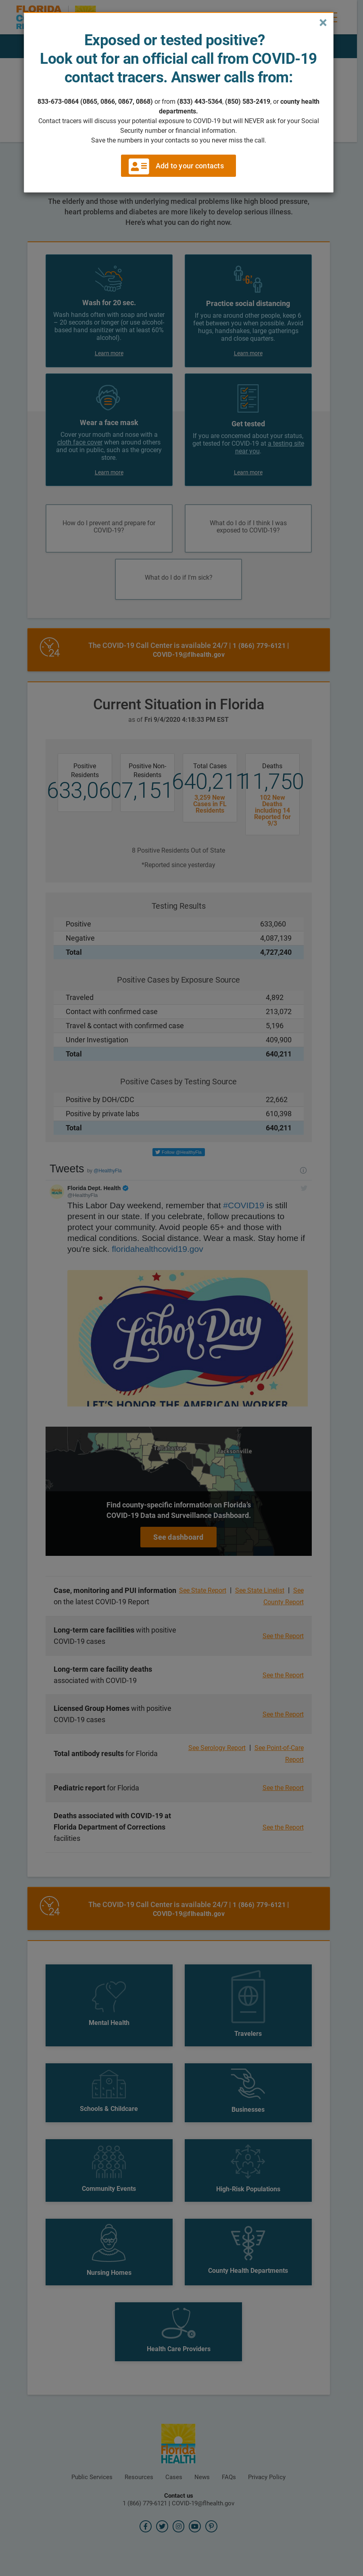 FLORIDA
×
Exposed or tested positive?
Look out for an official call from COVID-19
contact tracers. Answer calls from:
833-673-0864 (0865, 0866, 0867, 0868) or from (833) 443-5364, (850) 583-2419, or county health
departments.
Contact tracers will discuss your potential exposure to COVID-19 but will NEVER ask for your Social
Security number or financial information.
Save the numbers in your contacts so you never miss the call.
Add to your contacts
The elderly and those with underlying medical problems like high blood pressure,
heart problems and diabetes are more likely to develop serious illness.
Here's what you can do right now.
Wash for 20 sec.
Wash hands often with soap and water
– 20 seconds or longer (or use alcohol-
based hand sanitizer with at least 60%
alcohol).
Learn more
Practice social distancing
If you are around other people, keep 6
feet between you when possible. Avoid
hugs, handshakes, large gatherings
and close quarters.
Learn more
Wear a face mask
Cover your mouth and nose with a
cloth face cover when around others
and out in public, such as the grocery
store.
Learn more
Get tested
If you are concerned about your status,
get tested for COVID-19 at a testing site
near you.
Learn more
How do I prevent and prepare for
COVID-19?
What do I do if I think I was
exposed to COVID-19?
What do I do if I'm sick?
24
The COVID-19 Call Center is available 24/7 | 1 (866) 779-6121 |
COVID-19@flhealth.gov
Current Situation in Florida
as of Fri 9/4/2020 4:18:33 PM EST
Positive
Residents
633,060
Positive Non-
Residents
7,151
Total Cases
640,211
3,209 New
Cases in FL
Residents
Deaths
11,750
102 New
Deaths
including 14
Reported for
9/3
8 Positive Residents Out of State
*Reported since yesterday
Testing Results
Positive 633,060
Negative 4,087,139
Total 4,727,240
Positive Cases by Exposure Source
Traveled 4,892
Contact with confirmed case 213,072
Travel & contact with confirmed case 5,196
Under Investigation 409,900
Total 640,211
Positive Cases by Testing Source
Positive by DOH/CDC 22,662
Positive by private labs 610,398
Total 640,211
Follow @HealthyFla
Tweets by @HealthyFla
Florida Dept. Health
@HealthyFla
This Labor Day weekend, remember that #COVID19 is still
present in our state. If you celebrate, follow precautions to
protect your community. Avoid people 65+ and those with
medical conditions. Social distance. Wear a mask. Stay home if
you're sick. floridahealthcovid19.gov
Labor Day
LET'S HONOR THE AMERICAN WORKER
Tallahassee
Jacksonville
Find county-specific information on Florida's
COVID-19 Data and Surveillance Dashboard.
See dashboard
Case, monitoring and PUI information
on the latest COVID-19 Report
See State Report | See State Linelist | See
County Report
Long-term care facilities with positive
COVID-19 cases
See the Report
Long-term care facility deaths
associated with COVID-19
See the Report
Licensed Group Homes with positive
COVID-19 cases
See the Report
Total antibody results for Florida
See Serology Report | See Point-of-Care
Report
Pediatric report for Florida
See the Report
Deaths associated with COVID-19 at
Florida Department of Corrections
facilities
See the Report
24
The COVID-19 Call Center is available 24/7 | 1 (866) 779-6121 |
COVID-19@flhealth.gov
Mental Health
Travelers
Schools & Childcare
Businesses
Community Events
High-Risk Populations
Nursing Homes
County Health Departments
Health Care Providers
Florida
HEALTH
Public Services
Resources
Cases
News
FAQs
Privacy Policy
Contact us
1 (866) 779-6121 | COVID-19@flhealth.gov